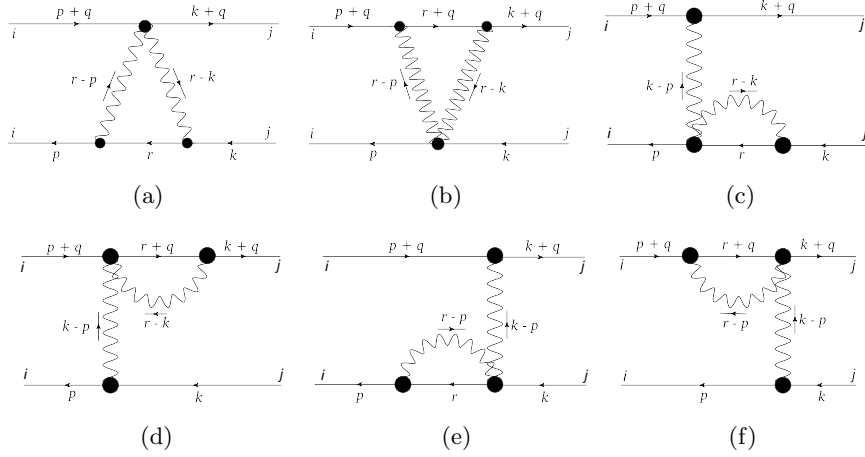 p + q k + q
i j
r - p r - k
i j
p r k
(a)
p + q r + q k + q
i j
r - p r - k
i j
p k
(b)
p + q k + q
i j
k - p r - k
i j
p r k
(c)
p + q r + q k + q
i j
k - p r - k
i j
p k
(d)
p + q k + q
i j
r - p k - p
i j
p r k
(e)
p + q r + q k + q
i j
r - p k - p
i j
p k
(f)